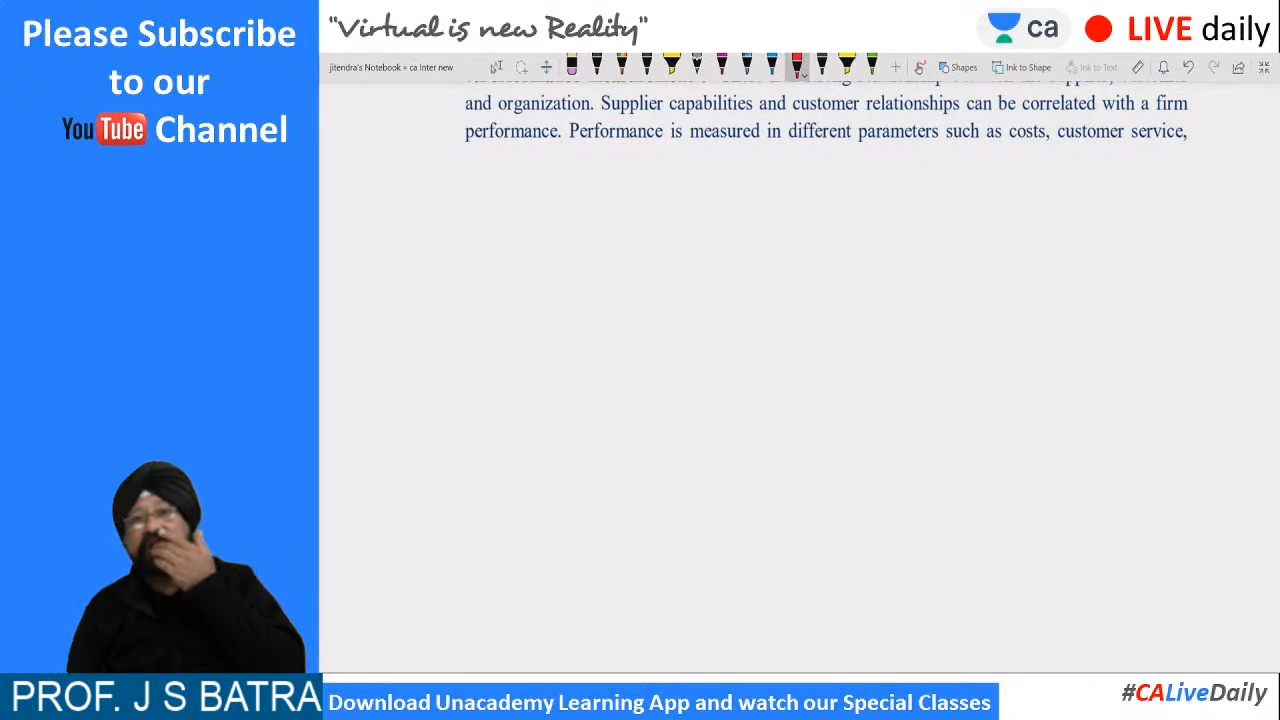 Please Subscribe
to our
YouTube Channel
"Virtual is new Reality"
ca LIVE daily
jitendra's Notebook » ca Inter new
Shapes Ink to Shape Ink to Text
and organization. Supplier capabilities and customer relationships can be correlated with a firm
performance. Performance is measured in different parameters such as costs, customer service,
PROF. J S BATRA
Download Unacademy Learning App and watch our Special Classes
#CALiveDaily